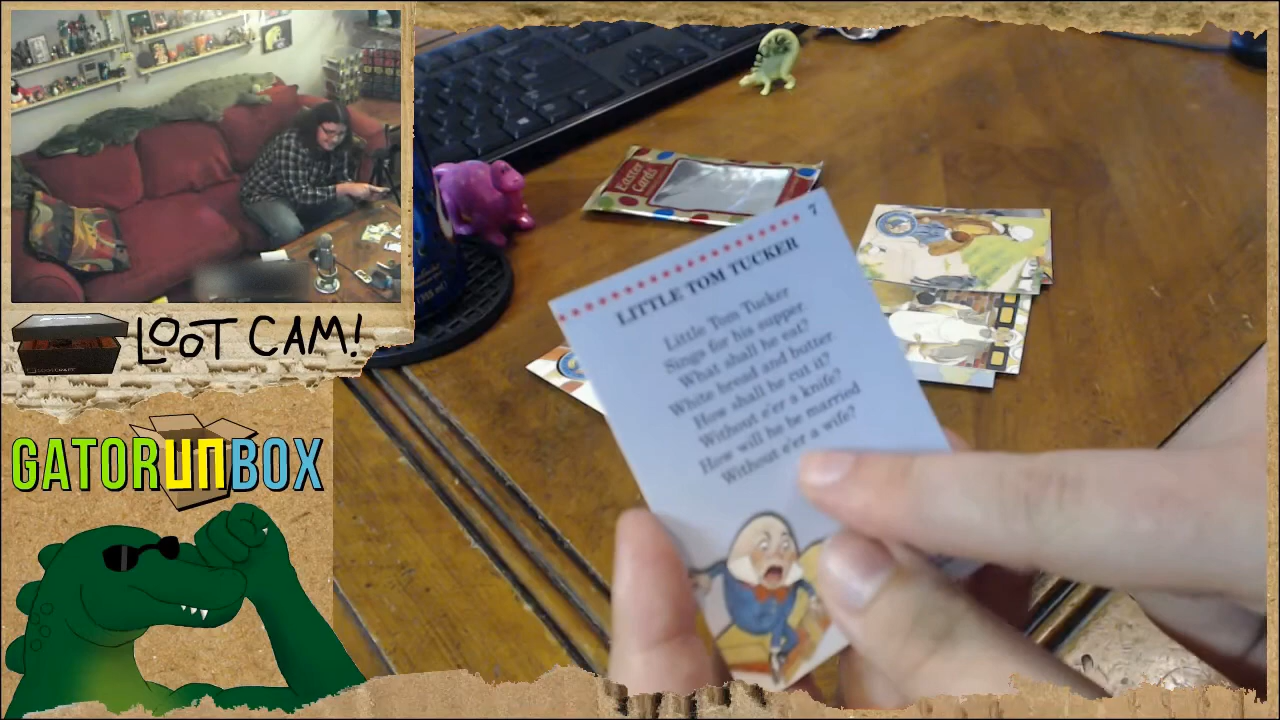 LOOT CAM!
GATORUNBOX
Easter
Cards
7
LITTLE TOM TUCKER
Little Tom Tucker
Sings for his supper.
What shall he eat?
White bread and butter
How shall he cut it?
Without e'er a knife?
How will he be married
Without e'er a wife?